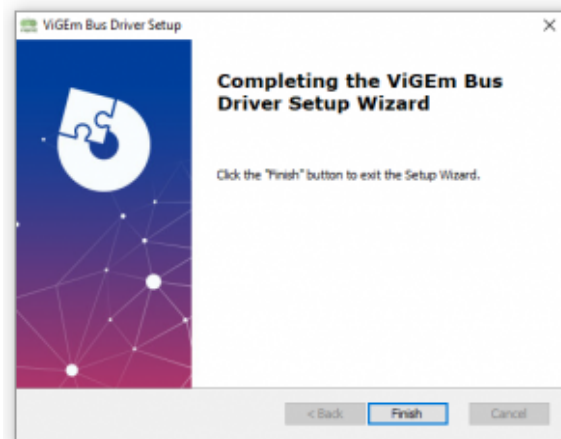 ViGEm Bus Driver Setup
Completing the ViGEm Bus
Driver Setup Wizard
Click the "Finish" button to exit the Setup Wizard.
< Back
Finish
Cancel